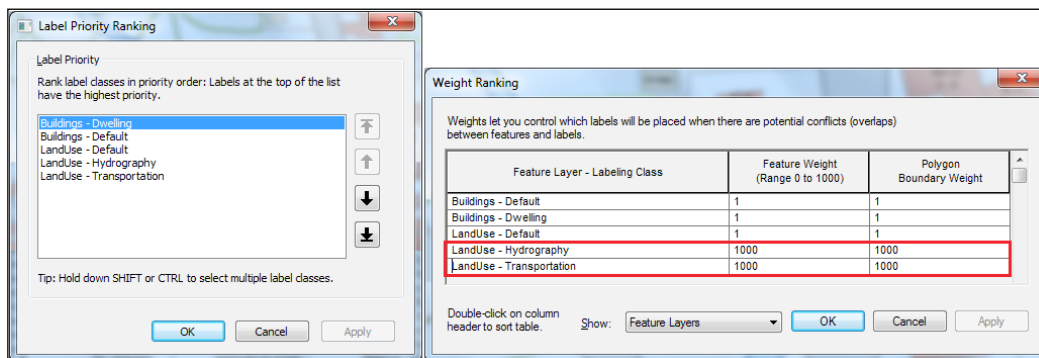 Label Priority Ranking
x
Label Priority
Rank label classes in priority order: Labels at the top of the list
have the highest priority.
Buildings - Dwelling
Buildings - Default
LandUse - Default
LandUse - Hydrography
LandUse - Transportation
Tip: Hold down SHIFT or CTRL to select multiple label classes.
OK Cancel Apply
Weight Ranking
x
Weights let you control which labels will be placed when there are potential conflicts (overlaps)
between features and labels.
Feature Layer - Labeling Class
Feature Weight
(Range 0 to 1000)
Polygon
Boundary Weight
Buildings - Default 1 1
Buildings - Dwelling 1 1
LandUse - Default 1 1
LandUse - Hydrography 1000 1000
LandUse - Transportation 1000 1000
Double-click on column
header to sort table.
Show: Feature Layers OK Cancel Apply